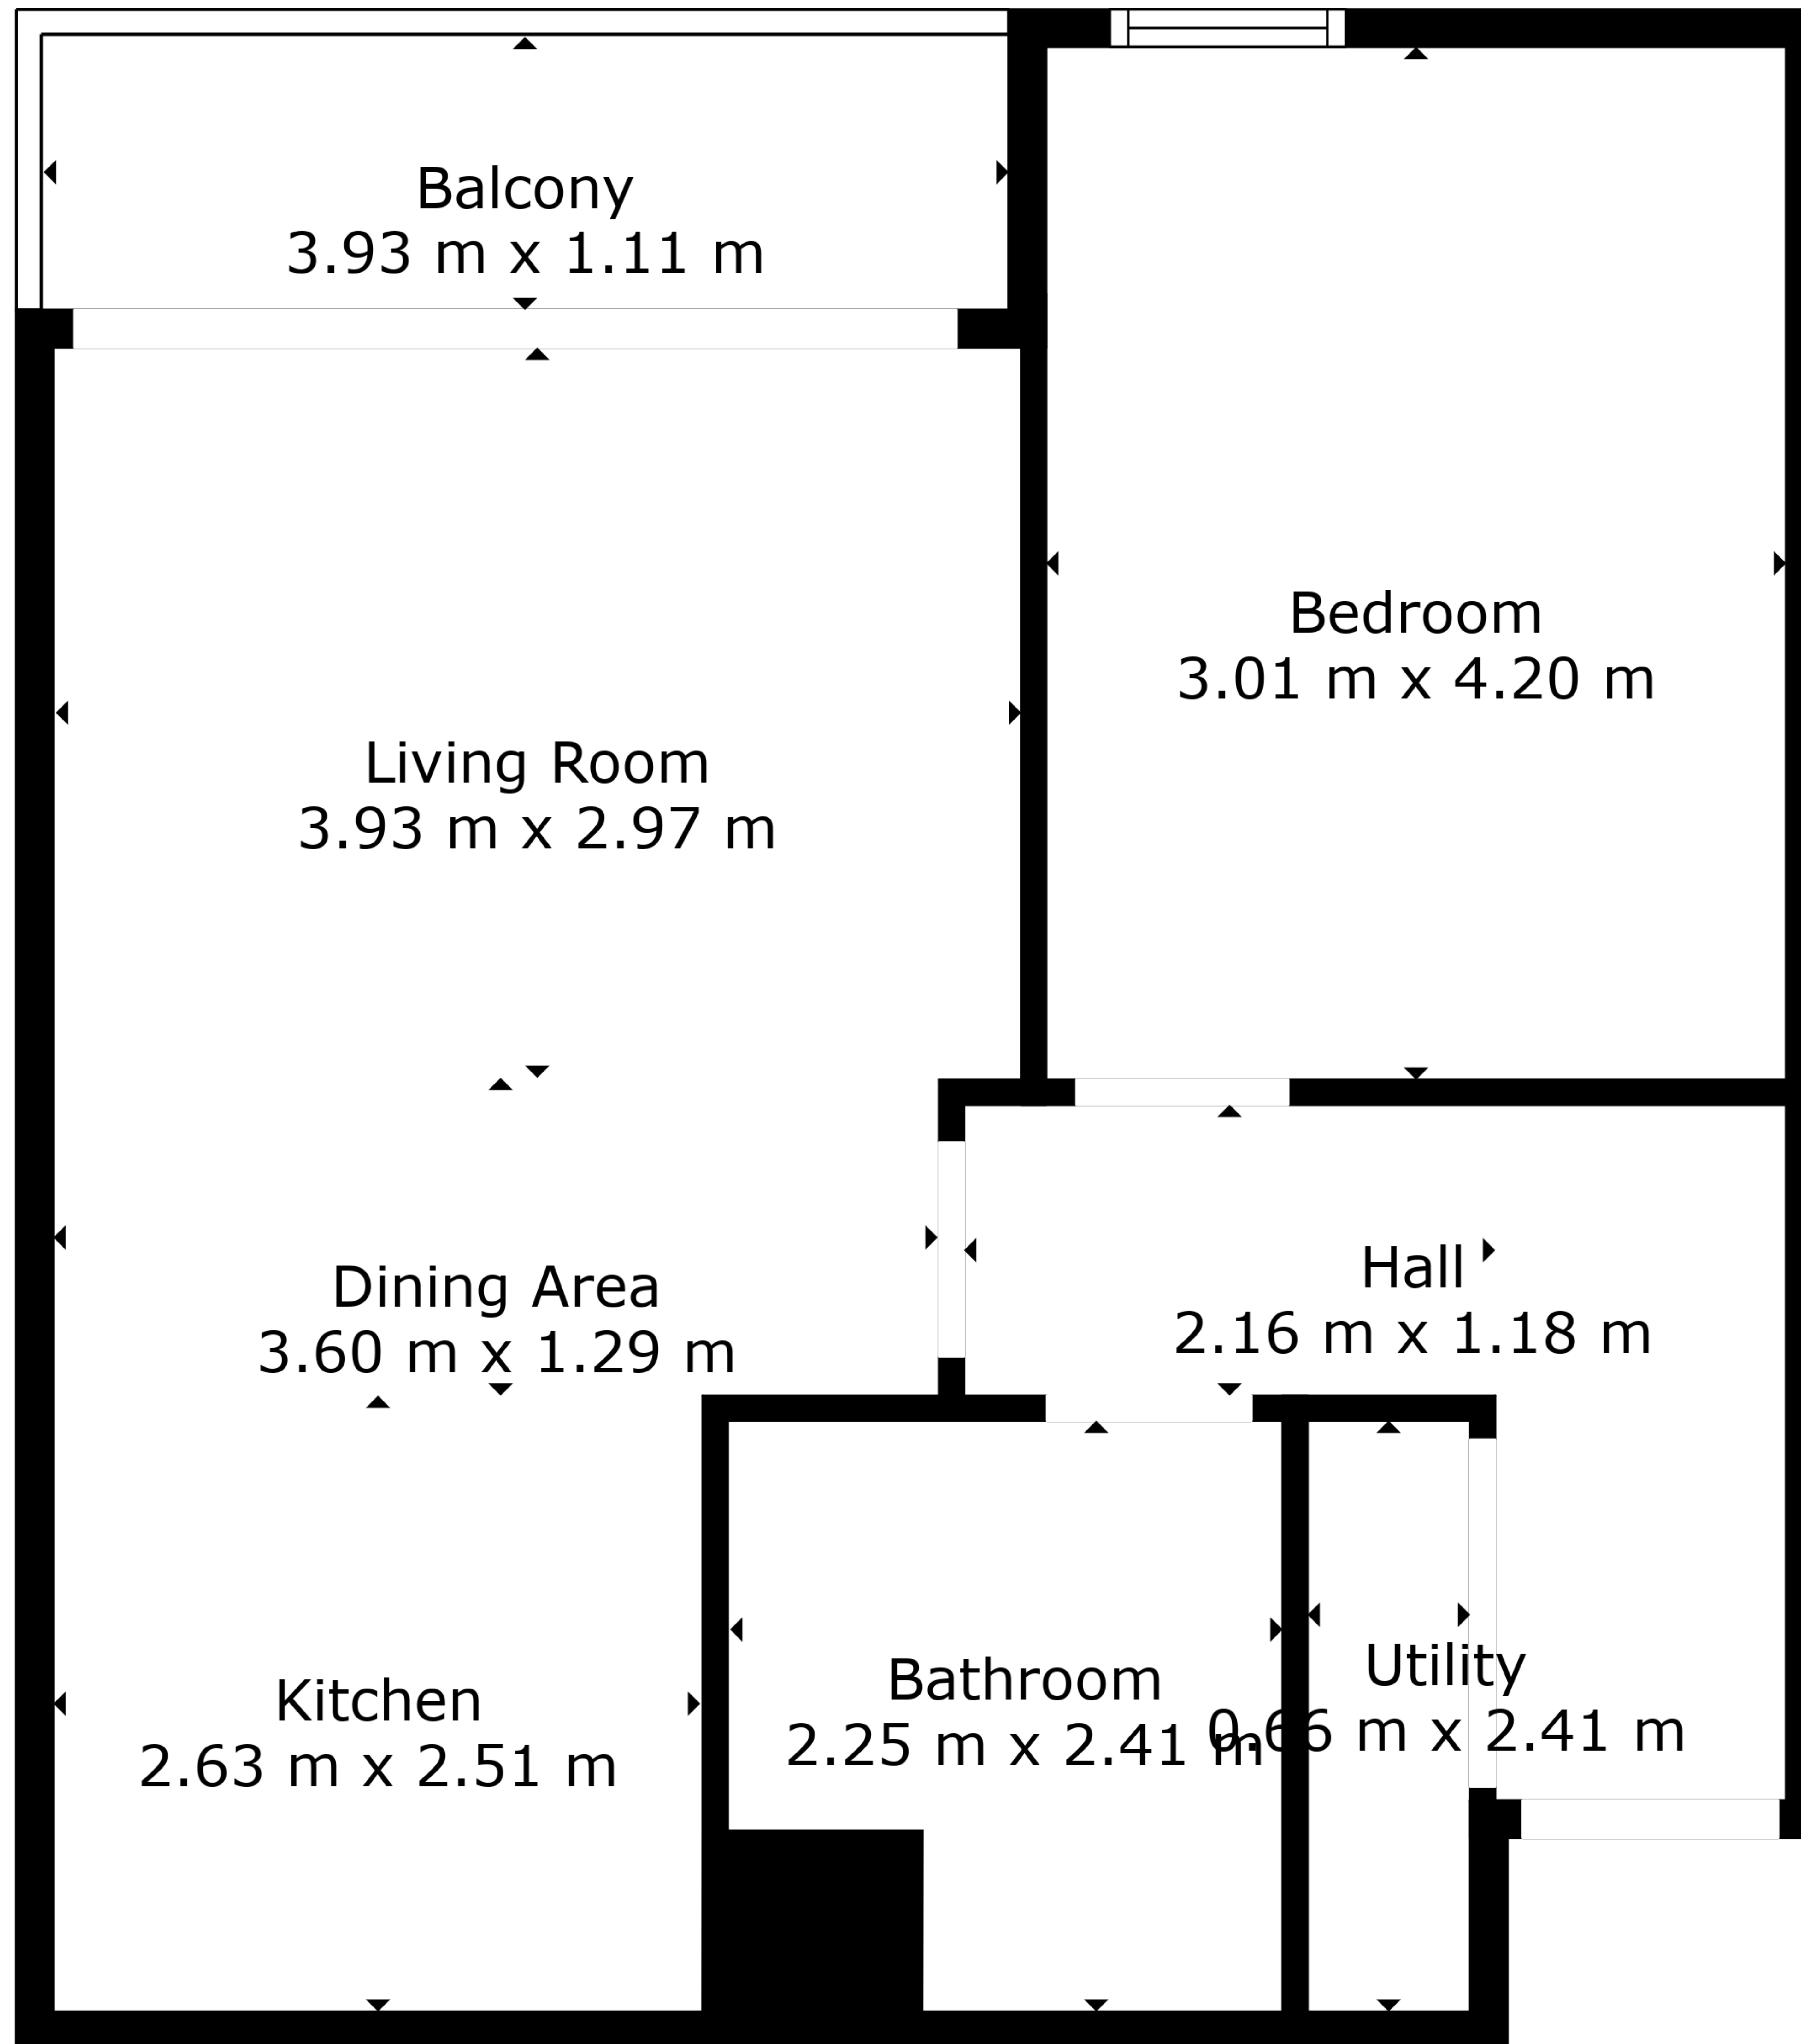 Balcony
3.93 m x 1.11 m
Bedroom
3.01 m x 4.20 m
Living Room
3.93 m x 2.97 m
Hall
2.16 m x 1.18 m
Dining Area
3.60 m x 1.29 m
Kitchen
2.63 m x 2.51 m
Bathroom
2.25 m x 2.41 m
Utility
0.66 m x 2.41 m